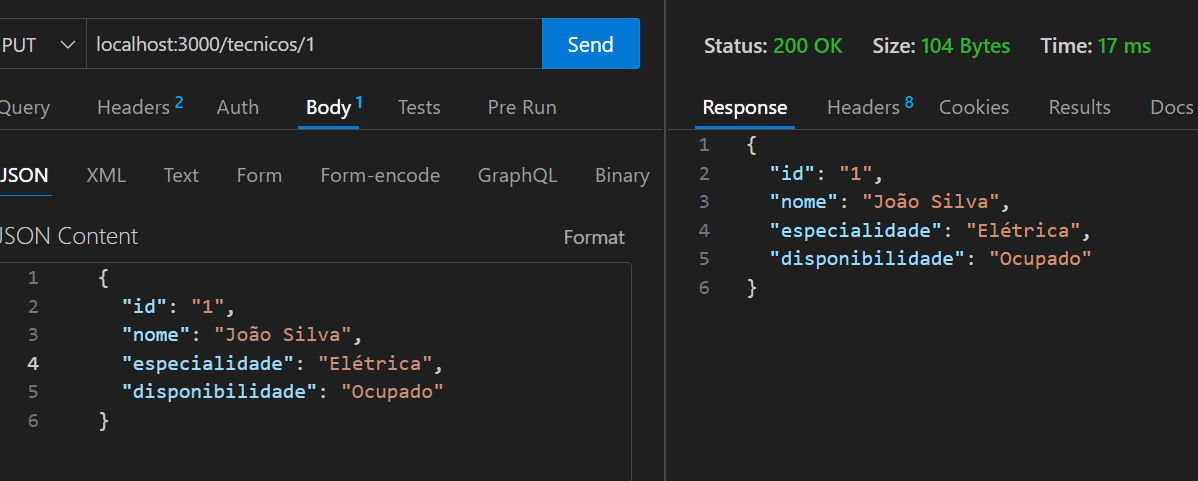 PUT localhost:3000/tecnicos/1 Send
Query Headers 2 Auth Body 1 Tests Pre Run
JSON XML Text Form Form-encode GraphQL Binary
JSON Content Format
1 {
2 "id": "1",
3 "nome": "João Silva",
4 "especialidade": "Elétrica",
5 "disponibilidade": "Ocupado"
6 }
Status: 200 OK Size: 104 Bytes Time: 17 ms
Response Headers 8 Cookies Results Docs
1 {
2 "id": "1",
3 "nome": "João Silva",
4 "especialidade": "Elétrica",
5 "disponibilidade": "Ocupado"
6 }